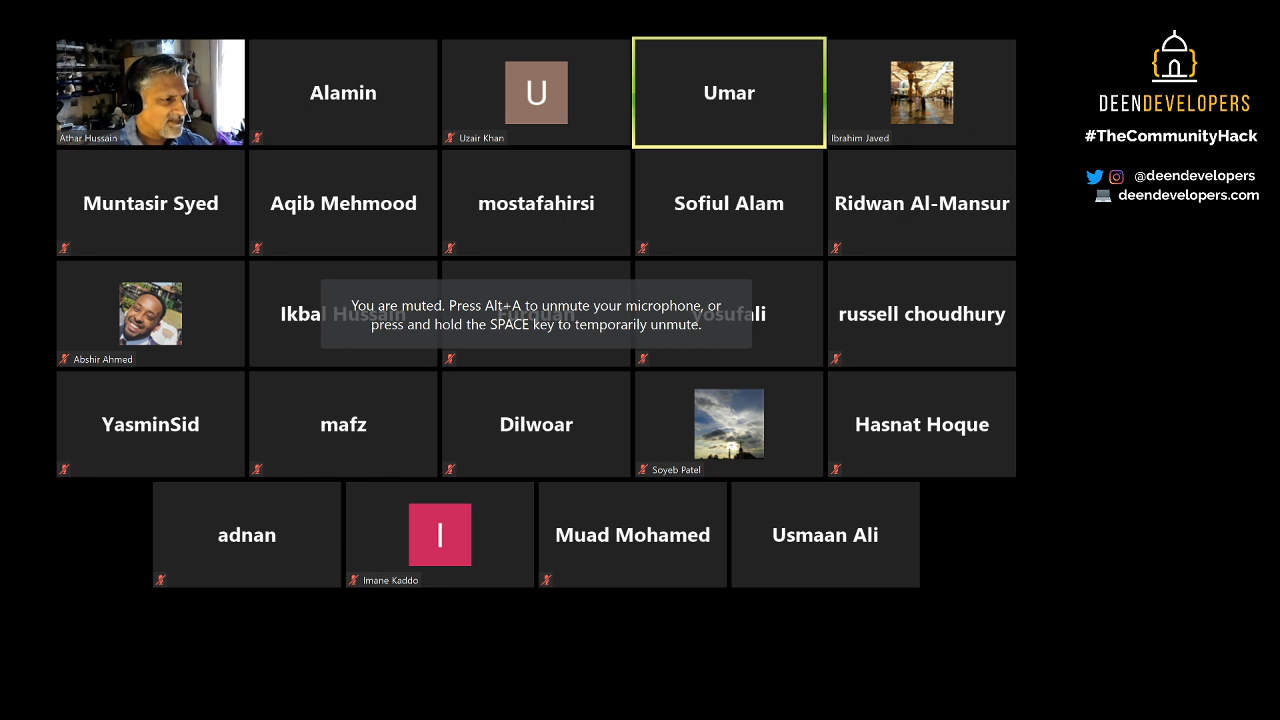 Athar Hussain
Alamin
U
Uzair Khan
Umar
Ibrahim Javed
DEENDEVELOPERS
#TheCommunityHack
@deendevelopers
deendevelopers.com
Muntasir Syed
Aqib Mehmood
mostafahirsi
Sofiul Alam
Ridwan Al-Mansur
Abshir Ahmed
Ikbal Hussain
Furquan
yosufali
russell choudhury
You are muted. Press Alt+A to unmute your microphone, or
press and hold the SPACE key to temporarily unmute.
YasminSid
mafz
Dilwoar
Soyeb Patel
Hasnat Hoque
adnan
I
Imane Kaddo
Muad Mohamed
Usmaan Ali